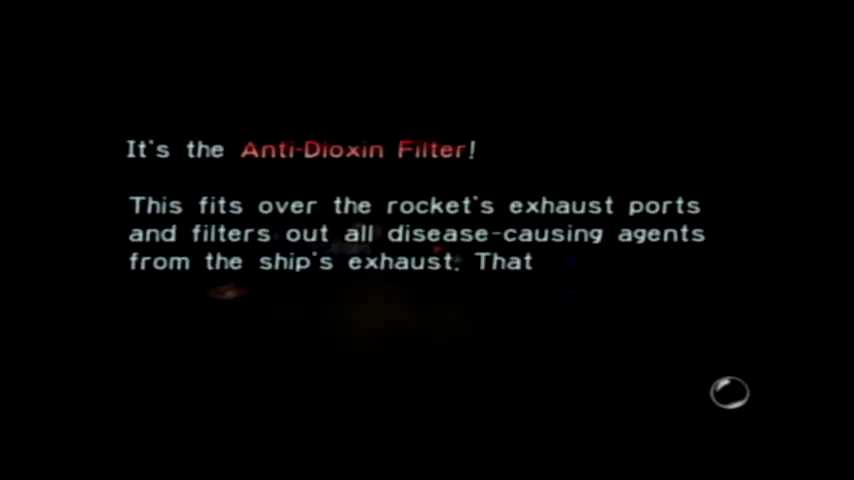 It's the Anti-Dioxin Filter!
This fits over the rocket's exhaust ports
and filters out all disease-causing agents
from the ship's exhaust. That